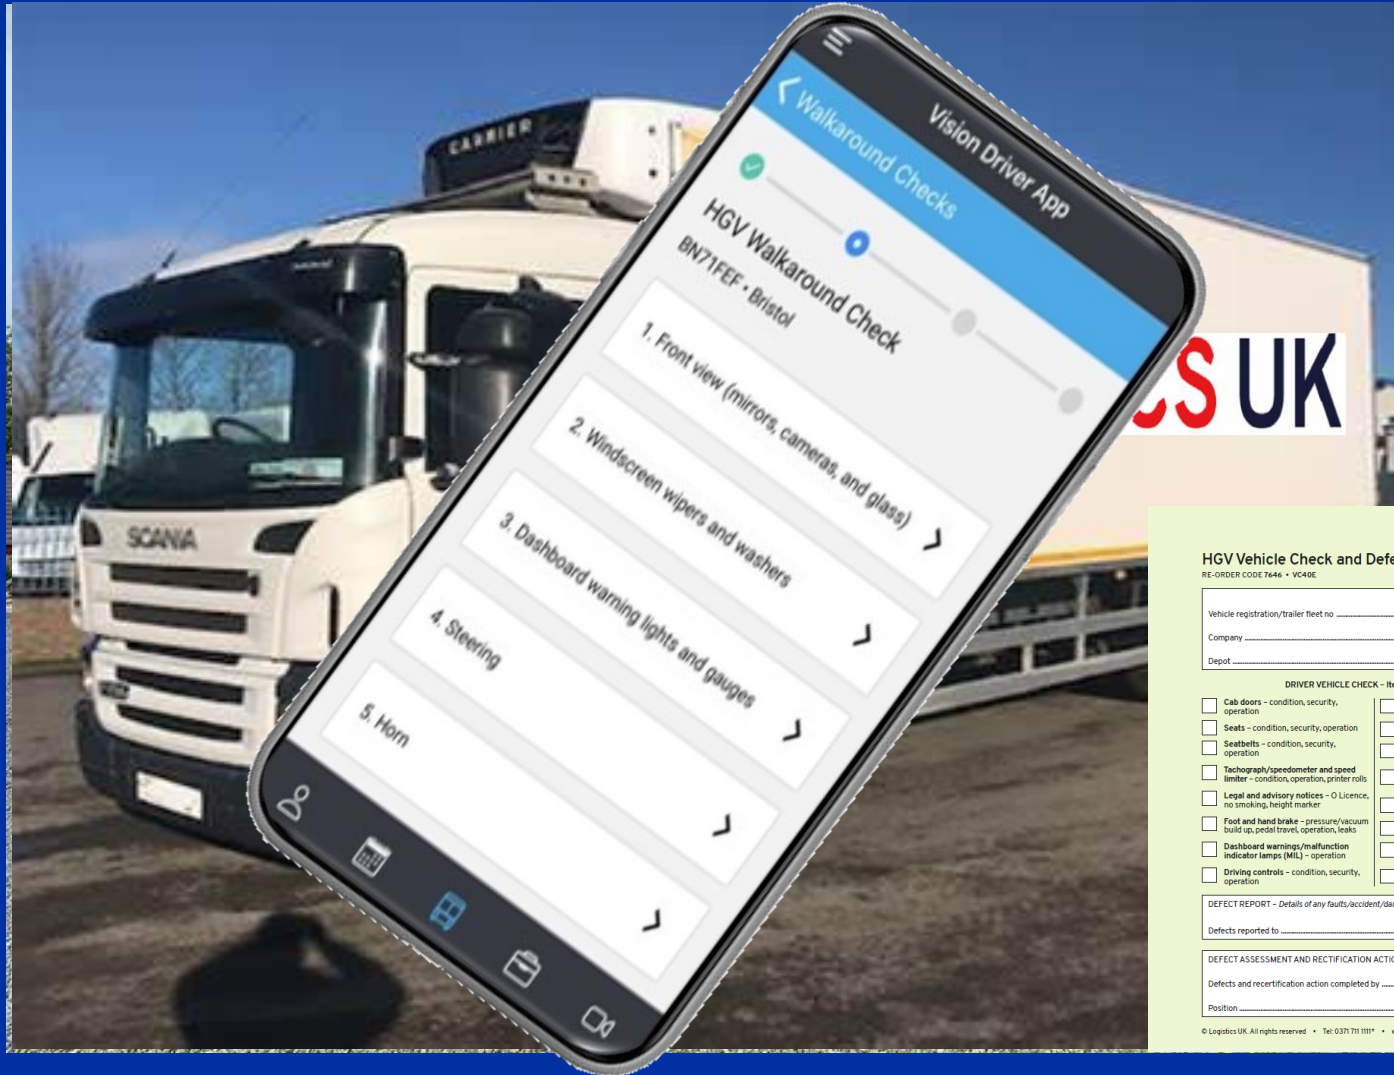 CARRIER
SCANIA
Vision Driver App
Walkaround Checks
HGV Walkaround Check
BN71FEF • Bristol
1. Front view (mirrors, cameras, and glass)
2. Windscreen wipers and washers
3. Dashboard warning lights and gauges
4. Steering
5. Horn
CS UK
HGV Vehicle Check and Defe
RE-ORDER CODE 7646 • VC40E
Vehicle registration/trailer fleet no
Company
Depot
DRIVER VEHICLE CHECK – Ite
Cab doors – condition, security,
operation
Seats – condition, security, operation
Seatbelts – condition, security,
operation
Tachograph/speedometer and speed
limiter – condition, operation, printer rolls
Legal and advisory notices – O Licence,
no smoking, height marker
Foot and hand brake – pressure/vacuum
build up, pedal travel, operation, leaks
Dashboard warnings/malfunction
indicator lamps (MIL) – operation
Driving controls – condition, security,
operation
DEFECT REPORT – Details of any faults/accident/da
Defects reported to
DEFECT ASSESSMENT AND RECTIFICATION ACTIO
Defects and recertification action completed by
Position
© Logistics UK. All rights reserved • Tel: 0371 711 1111* •